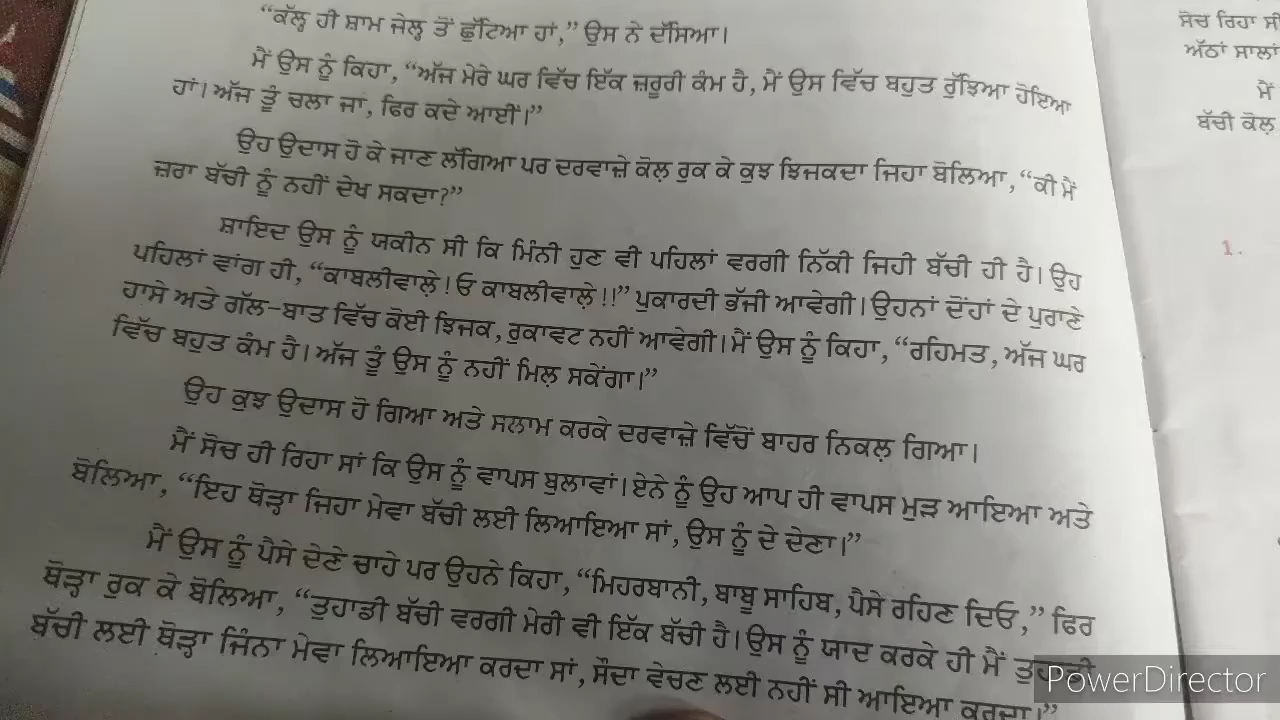 “ਕੱਲ੍ਹ ਹੀ ਸ਼ਾਮ ਜੇਲ੍ਹ ਤੋਂ ਛੁੱਟਿਆ ਹਾਂ,” ਉਸ ਨੇ ਦੱਸਿਆ।
ਮੈਂ ਉਸ ਨੂੰ ਕਿਹਾ, “ਅੱਜ ਮੇਰੇ ਘਰ ਵਿੱਚ ਇੱਕ ਜ਼ਰੂਰੀ ਕੰਮ ਹੈ, ਮੈਂ ਉਸ ਵਿੱਚ ਬਹੁਤ ਰੁੱਝਿਆ ਹੋਇਆ
ਹਾਂ। ਅੱਜ ਤੂੰ ਚਲਾ ਜਾ, ਫਿਰ ਕਦੇ ਆਈਂ।”
ਉਹ ਉਦਾਸ ਹੋ ਕੇ ਜਾਣ ਲੱਗਿਆ ਪਰ ਦਰਵਾਜ਼ੇ ਕੋਲ਼ ਰੁਕ ਕੇ ਕੁਝ ਝਿਜਕਦਾ ਜਿਹਾ ਬੋਲਿਆ, “ਕੀ ਮੈਂ
ਜ਼ਰਾ ਬੱਚੀ ਨੂੰ ਨਹੀਂ ਦੇਖ ਸਕਦਾ?”
ਸ਼ਾਇਦ ਉਸ ਨੂੰ ਯਕੀਨ ਸੀ ਕਿ ਮਿੰਨੀ ਹੁਣ ਵੀ ਪਹਿਲਾਂ ਵਰਗੀ ਨਿੱਕੀ ਜਿਹੀ ਬੱਚੀ ਹੀ ਹੈ। ਉਹ
ਪਹਿਲਾਂ ਵਾਂਗ ਹੀ, “ਕਾਬਲੀਵਾਲ਼ੇ! ਓ ਕਾਬਲੀਵਾਲ਼ੇ!!” ਪੁਕਾਰਦੀ ਭੱਜੀ ਆਵੇਗੀ। ਉਹਨਾਂ ਦੋਂਹਾਂ ਦੇ ਪੁਰਾਣੇ
ਹਾਸੇ ਅਤੇ ਗੱਲ-ਬਾਤ ਵਿੱਚ ਕੋਈ ਝਿਜਕ, ਰੁਕਾਵਟ ਨਹੀਂ ਆਵੇਗੀ। ਮੈਂ ਉਸ ਨੂੰ ਕਿਹਾ, “ਰਹਿਮਤ, ਅੱਜ ਘਰ
ਵਿੱਚ ਬਹੁਤ ਕੰਮ ਹੈ। ਅੱਜ ਤੂੰ ਉਸ ਨੂੰ ਨਹੀਂ ਮਿਲ਼ ਸਕੇਂਗਾ।”
ਉਹ ਕੁਝ ਉਦਾਸ ਹੋ ਗਿਆ ਅਤੇ ਸਲਾਮ ਕਰਕੇ ਦਰਵਾਜ਼ੇ ਵਿੱਚੋਂ ਬਾਹਰ ਨਿਕਲ਼ ਗਿਆ।
ਮੈਂ ਸੋਚ ਹੀ ਰਿਹਾ ਸਾਂ ਕਿ ਉਸ ਨੂੰ ਵਾਪਸ ਬੁਲਾਵਾਂ। ਏਨੇ ਨੂੰ ਉਹ ਆਪ ਹੀ ਵਾਪਸ ਮੁੜ ਆਇਆ ਅਤੇ
ਬੋਲਿਆ, “ਇਹ ਥੋੜ੍ਹਾ ਜਿਹਾ ਮੇਵਾ ਬੱਚੀ ਲਈ ਲਿਆਇਆ ਸਾਂ, ਉਸ ਨੂੰ ਦੇ ਦੇਣਾ।”
ਮੈਂ ਉਸ ਨੂੰ ਪੈਸੇ ਦੇਣੇ ਚਾਹੇ ਪਰ ਉਹਨੇ ਕਿਹਾ, “ਮਿਹਰਬਾਨੀ, ਬਾਬੂ ਸਾਹਿਬ, ਪੈਸੇ ਰਹਿਣ ਦਿਓ,” ਫਿਰ
ਥੋੜ੍ਹਾ ਰੁਕ ਕੇ ਬੋਲਿਆ, “ਤੁਹਾਡੀ ਬੱਚੀ ਵਰਗੀ ਮੇਰੀ ਵੀ ਇੱਕ ਬੱਚੀ ਹੈ। ਉਸ ਨੂੰ ਯਾਦ ਕਰਕੇ ਹੀ ਮੈਂ ਤੁਹਾਡੀ
ਬੱਚੀ ਲਈ ਥੋੜ੍ਹਾ ਜਿੰਨਾ ਮੇਵਾ ਲਿਆਇਆ ਕਰਦਾ ਸਾਂ, ਸੌਦਾ ਵੇਚਣ ਲਈ ਨਹੀਂ ਸੀ ਆਇਆ ਕਰਦਾ।”
ਸੋਚ ਰਿਹਾ ਸੀ
ਅੱਠਾਂ ਸਾਲਾਂ
ਮੈਂ
ਬੱਚੀ ਕੋਲ਼
1.
PowerDirector